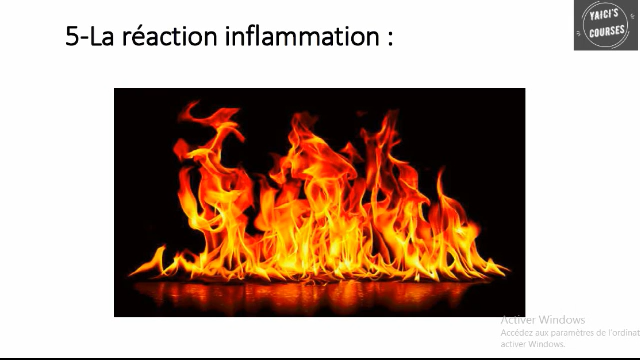 5-La réaction inflammation :
YAICI'S
COURSES
Activer Windows
Accédez aux paramètres de l'ordinat
activer Windows.